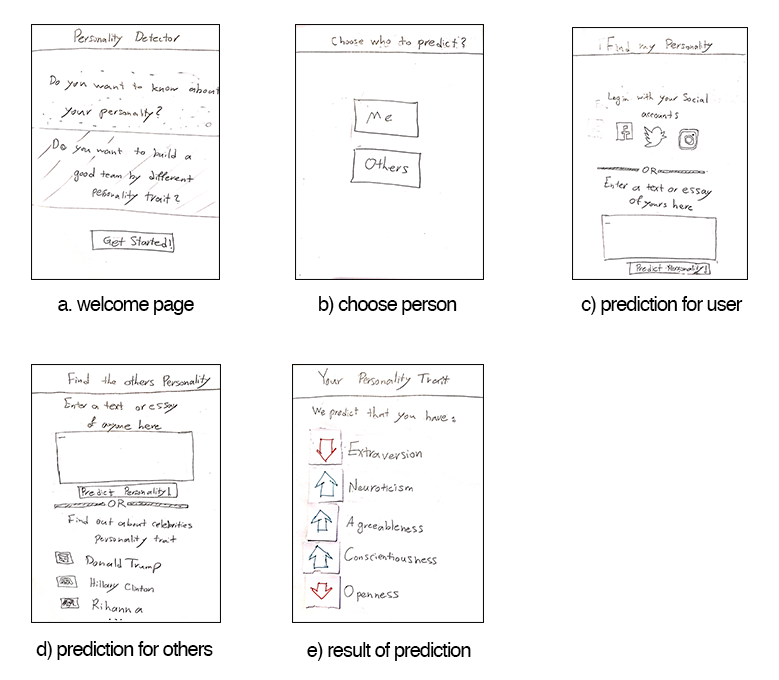 Personality Detector
Do you want to know about
your personality?
Do you want to build a
good team by different
personality trait?
Get Started!
a. welcome page
Choose who to predict?
Me
Others
b) choose person
Find my Personality
Login with your Social
accounts
OR
Enter a text or essay
of yours here
Predict Personality!
c) prediction for user
Find the others Personality
Enter a text or essay
of anyone here
Predict Personality!
OR
Find out about celebrities
personality trait
Donald Trump
Hillary Clinton
Rihanna
...
d) prediction for others
Your Personality Trait
We predict that you have:
Extraversion
Neuroticism
Agreeableness
Conscientiousness
Openness
e) result of prediction